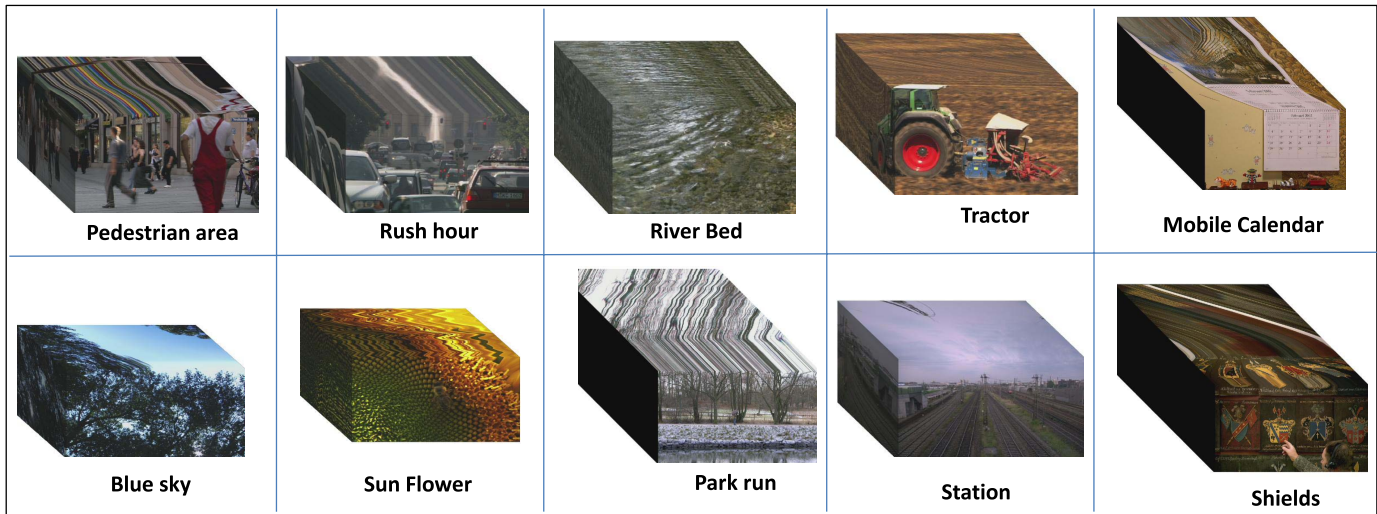 Pedestrian area
Rush hour
River Bed
Tractor
Mobile Calendar
Blue sky
Sun Flower
Park run
Station
Shields